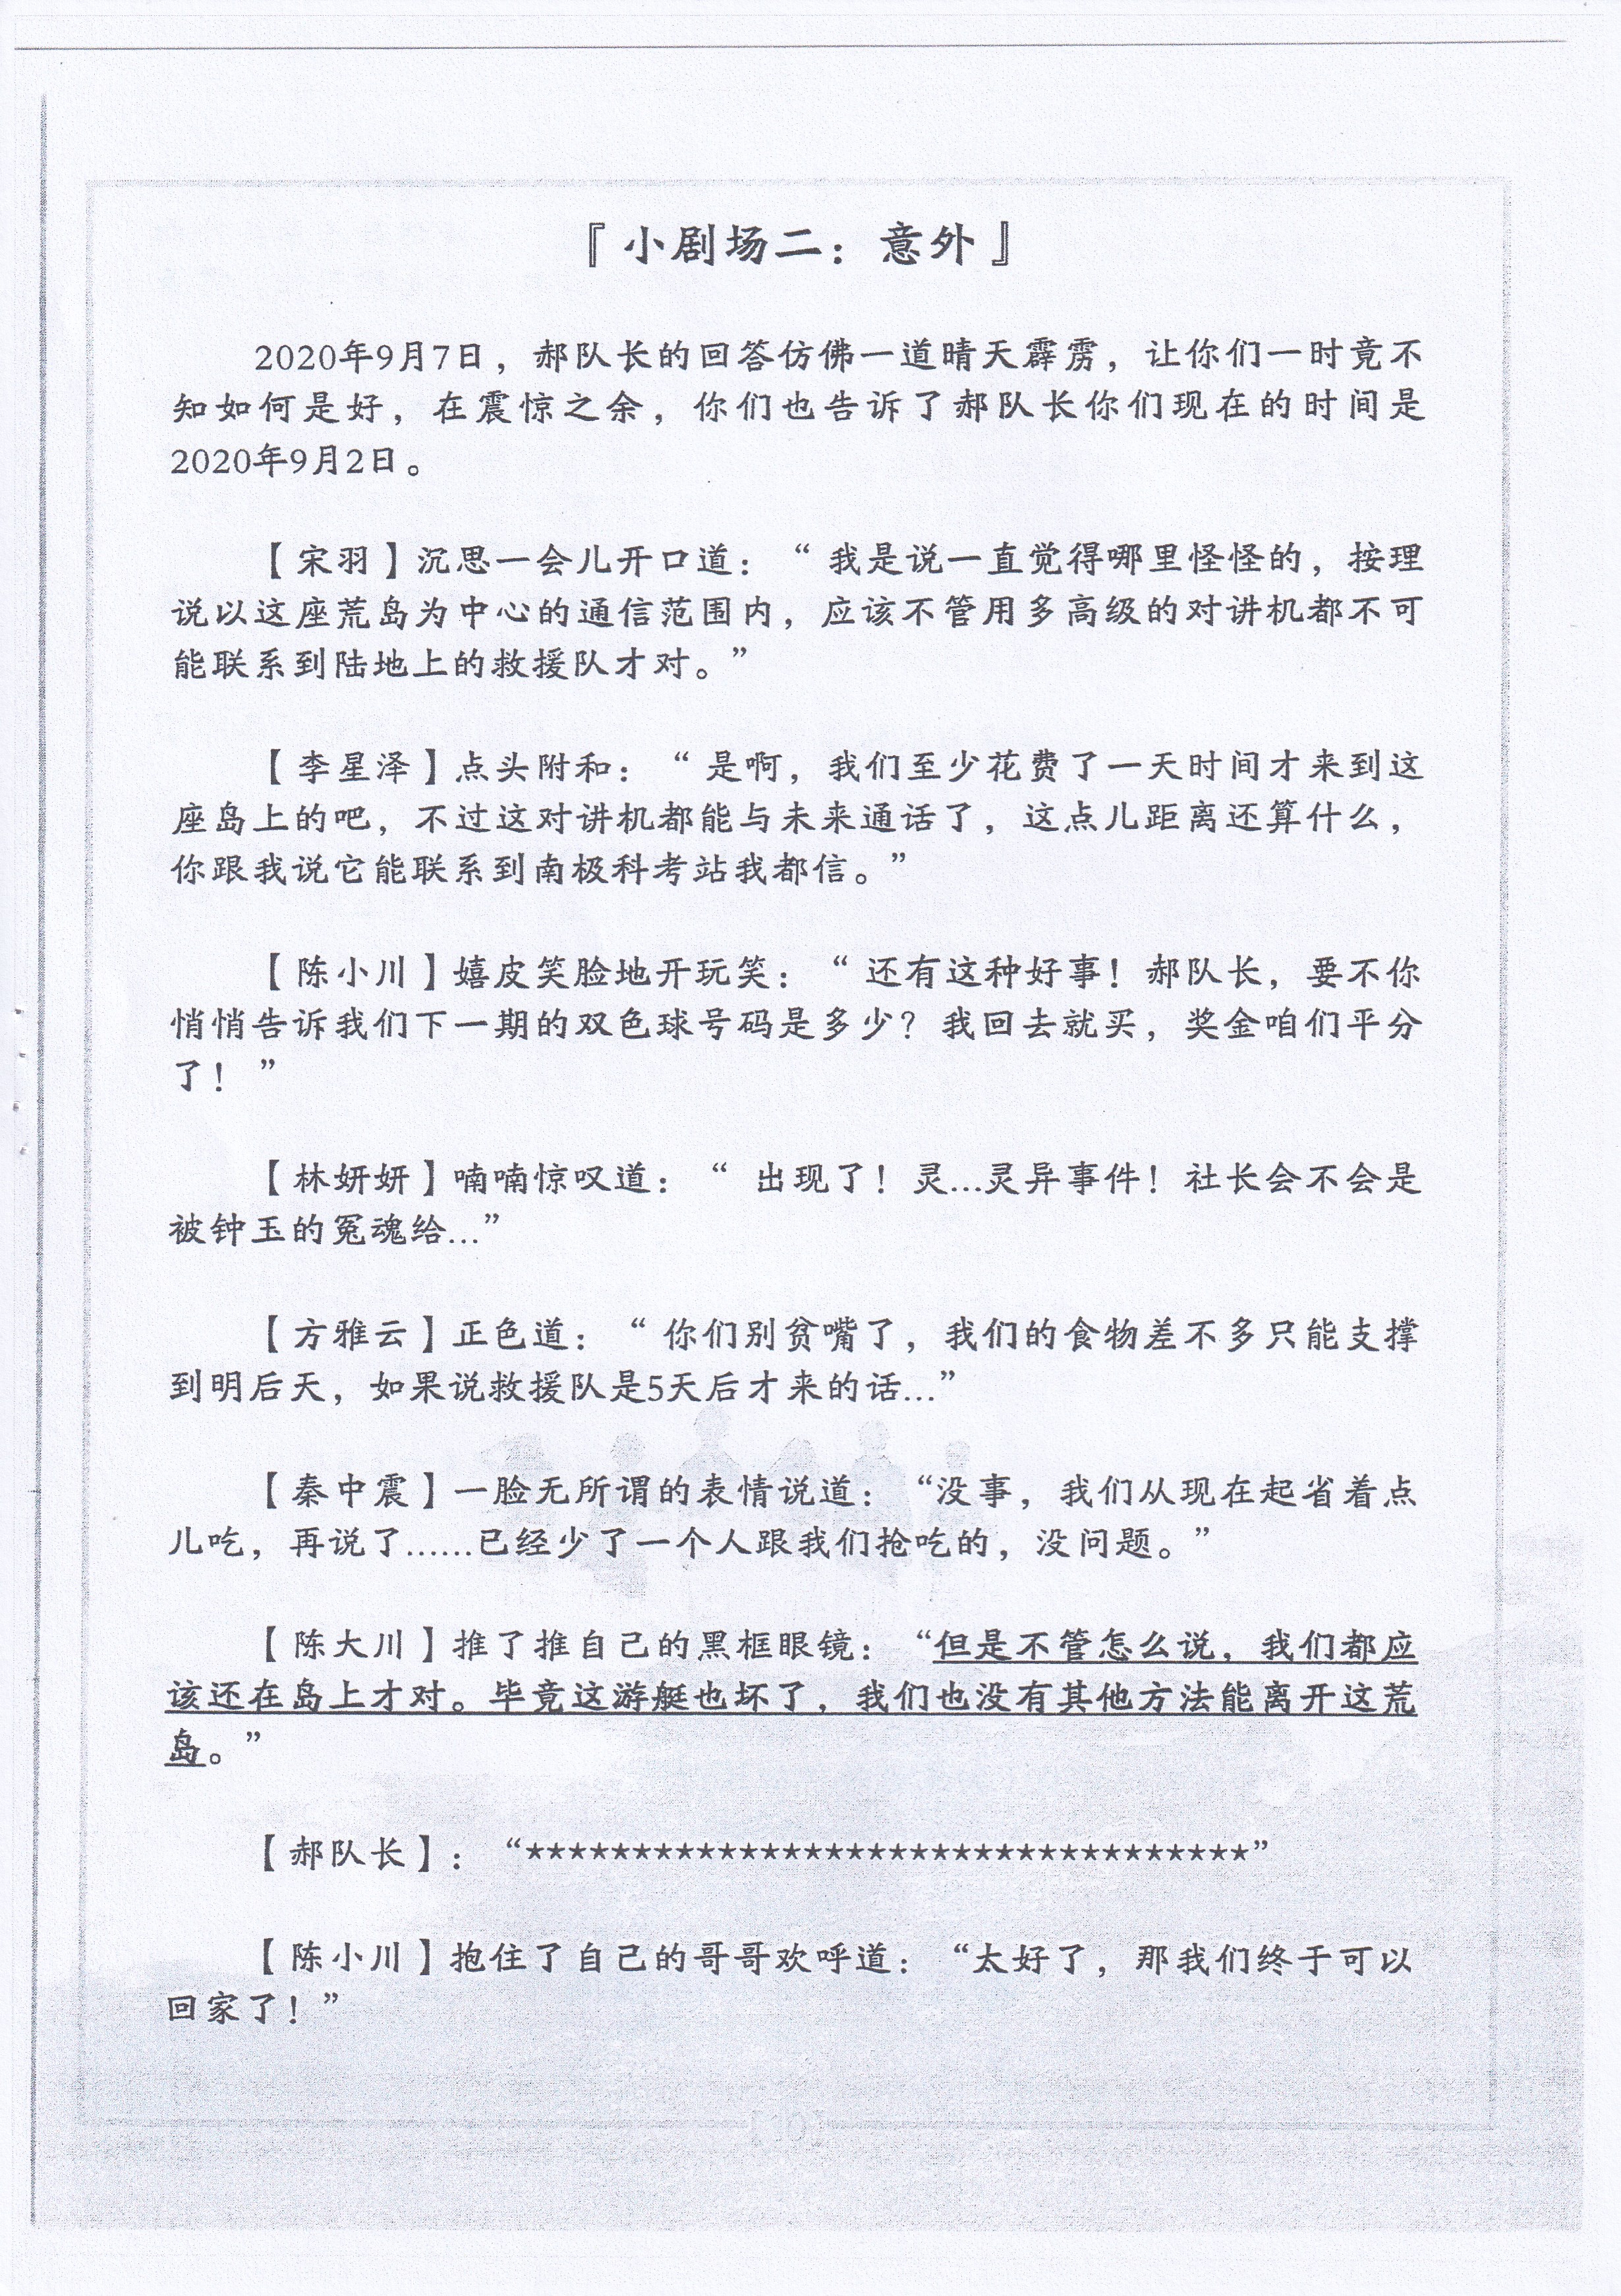 『小剧场二：意外』
2020年9月7日，郝队长的回答仿佛一道晴天霹雳，让你们一时竟不
知如何是好，在震惊之余，你们也告诉了郝队长你们现在的时间是
2020年9月2日。
【宋羽】沉思一会儿开口道：“我是说一直觉得哪里怪怪的，按理
说以这座荒岛为中心的通信范围内，应该不管用多高级的对讲机都不可
能联系到陆地上的救援队才对。”
【李星泽】点头附和：“是啊，我们至少花费了一天时间才来到这
座岛上的吧，不过这对讲机都能与未来通话了，这点儿距离还算什么，
你跟我说它能联系到南极科考站我都信。”
【陈小川】嬉皮笑脸地开玩笑：“还有这种好事！郝队长，要不你
悄悄告诉我们下一期的双色球号码是多少？我回去就买，奖金咱们平分
了！”
【林妍妍】喃喃惊叹道：“出现了！灵...灵异事件！社长会不会是
被钟玉的冤魂给...”
【方雅云】正色道：“你们别贫嘴了，我们的食物差不多只能支撑
到明后天，如果说救援队是5天后才来的话...”
【秦中震】一脸无所谓的表情说道：“没事，我们从现在起省着点
儿吃，再说了......已经少了一个人跟我们抢吃的，没问题。”
【陈大川】推了推自己的黑框眼镜：“但是不管怎么说，我们都应
该还在岛上才对。毕竟这游艇也坏了，我们也没有其他方法能离开这荒
岛。”
【郝队长】：“★★★★★★★★★★★★★★★★★★★★★★★★★★★★★★★★★★”
【陈小川】抱住了自己的哥哥欢呼道：“太好了，那我们终于可以
回家了！”